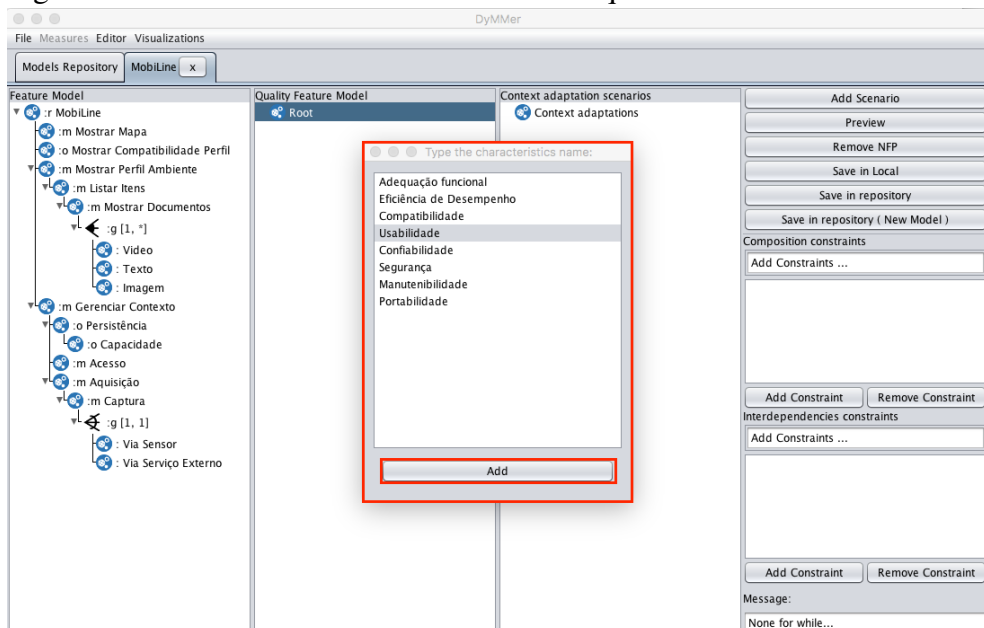 DyMMer
File Measures Editor Visualizations
Models Repository
MobiLine x
Feature Model
:r MobiLine
:m Mostrar Mapa
:o Mostrar Compatibilidade Perfil
:m Mostrar Perfil Ambiente
:m Listar Itens
:m Mostrar Documentos
:g [1, *]
: Video
: Texto
: Imagem
:m Gerenciar Contexto
:o Persistência
:o Capacidade
:m Acesso
:m Aquisição
:m Captura
:g [1, 1]
: Via Sensor
: Via Serviço Externo
Quality Feature Model
Root
Type the characteristics name:
Adequação funcional
Eficiência de Desempenho
Compatibilidade
Usabilidade
Confiabilidade
Segurança
Manutenibilidade
Portabilidade
Add
Context adaptation scenarios
Context adaptations
Add Scenario
Preview
Remove NFP
Save in Local
Save in repository
Save in repository ( New Model )
Composition constraints
Add Constraints ...
Add Constraint
Remove Constraint
Interdependencies constraints
Add Constraints ...
Add Constraint
Remove Constraint
Message:
None for while...